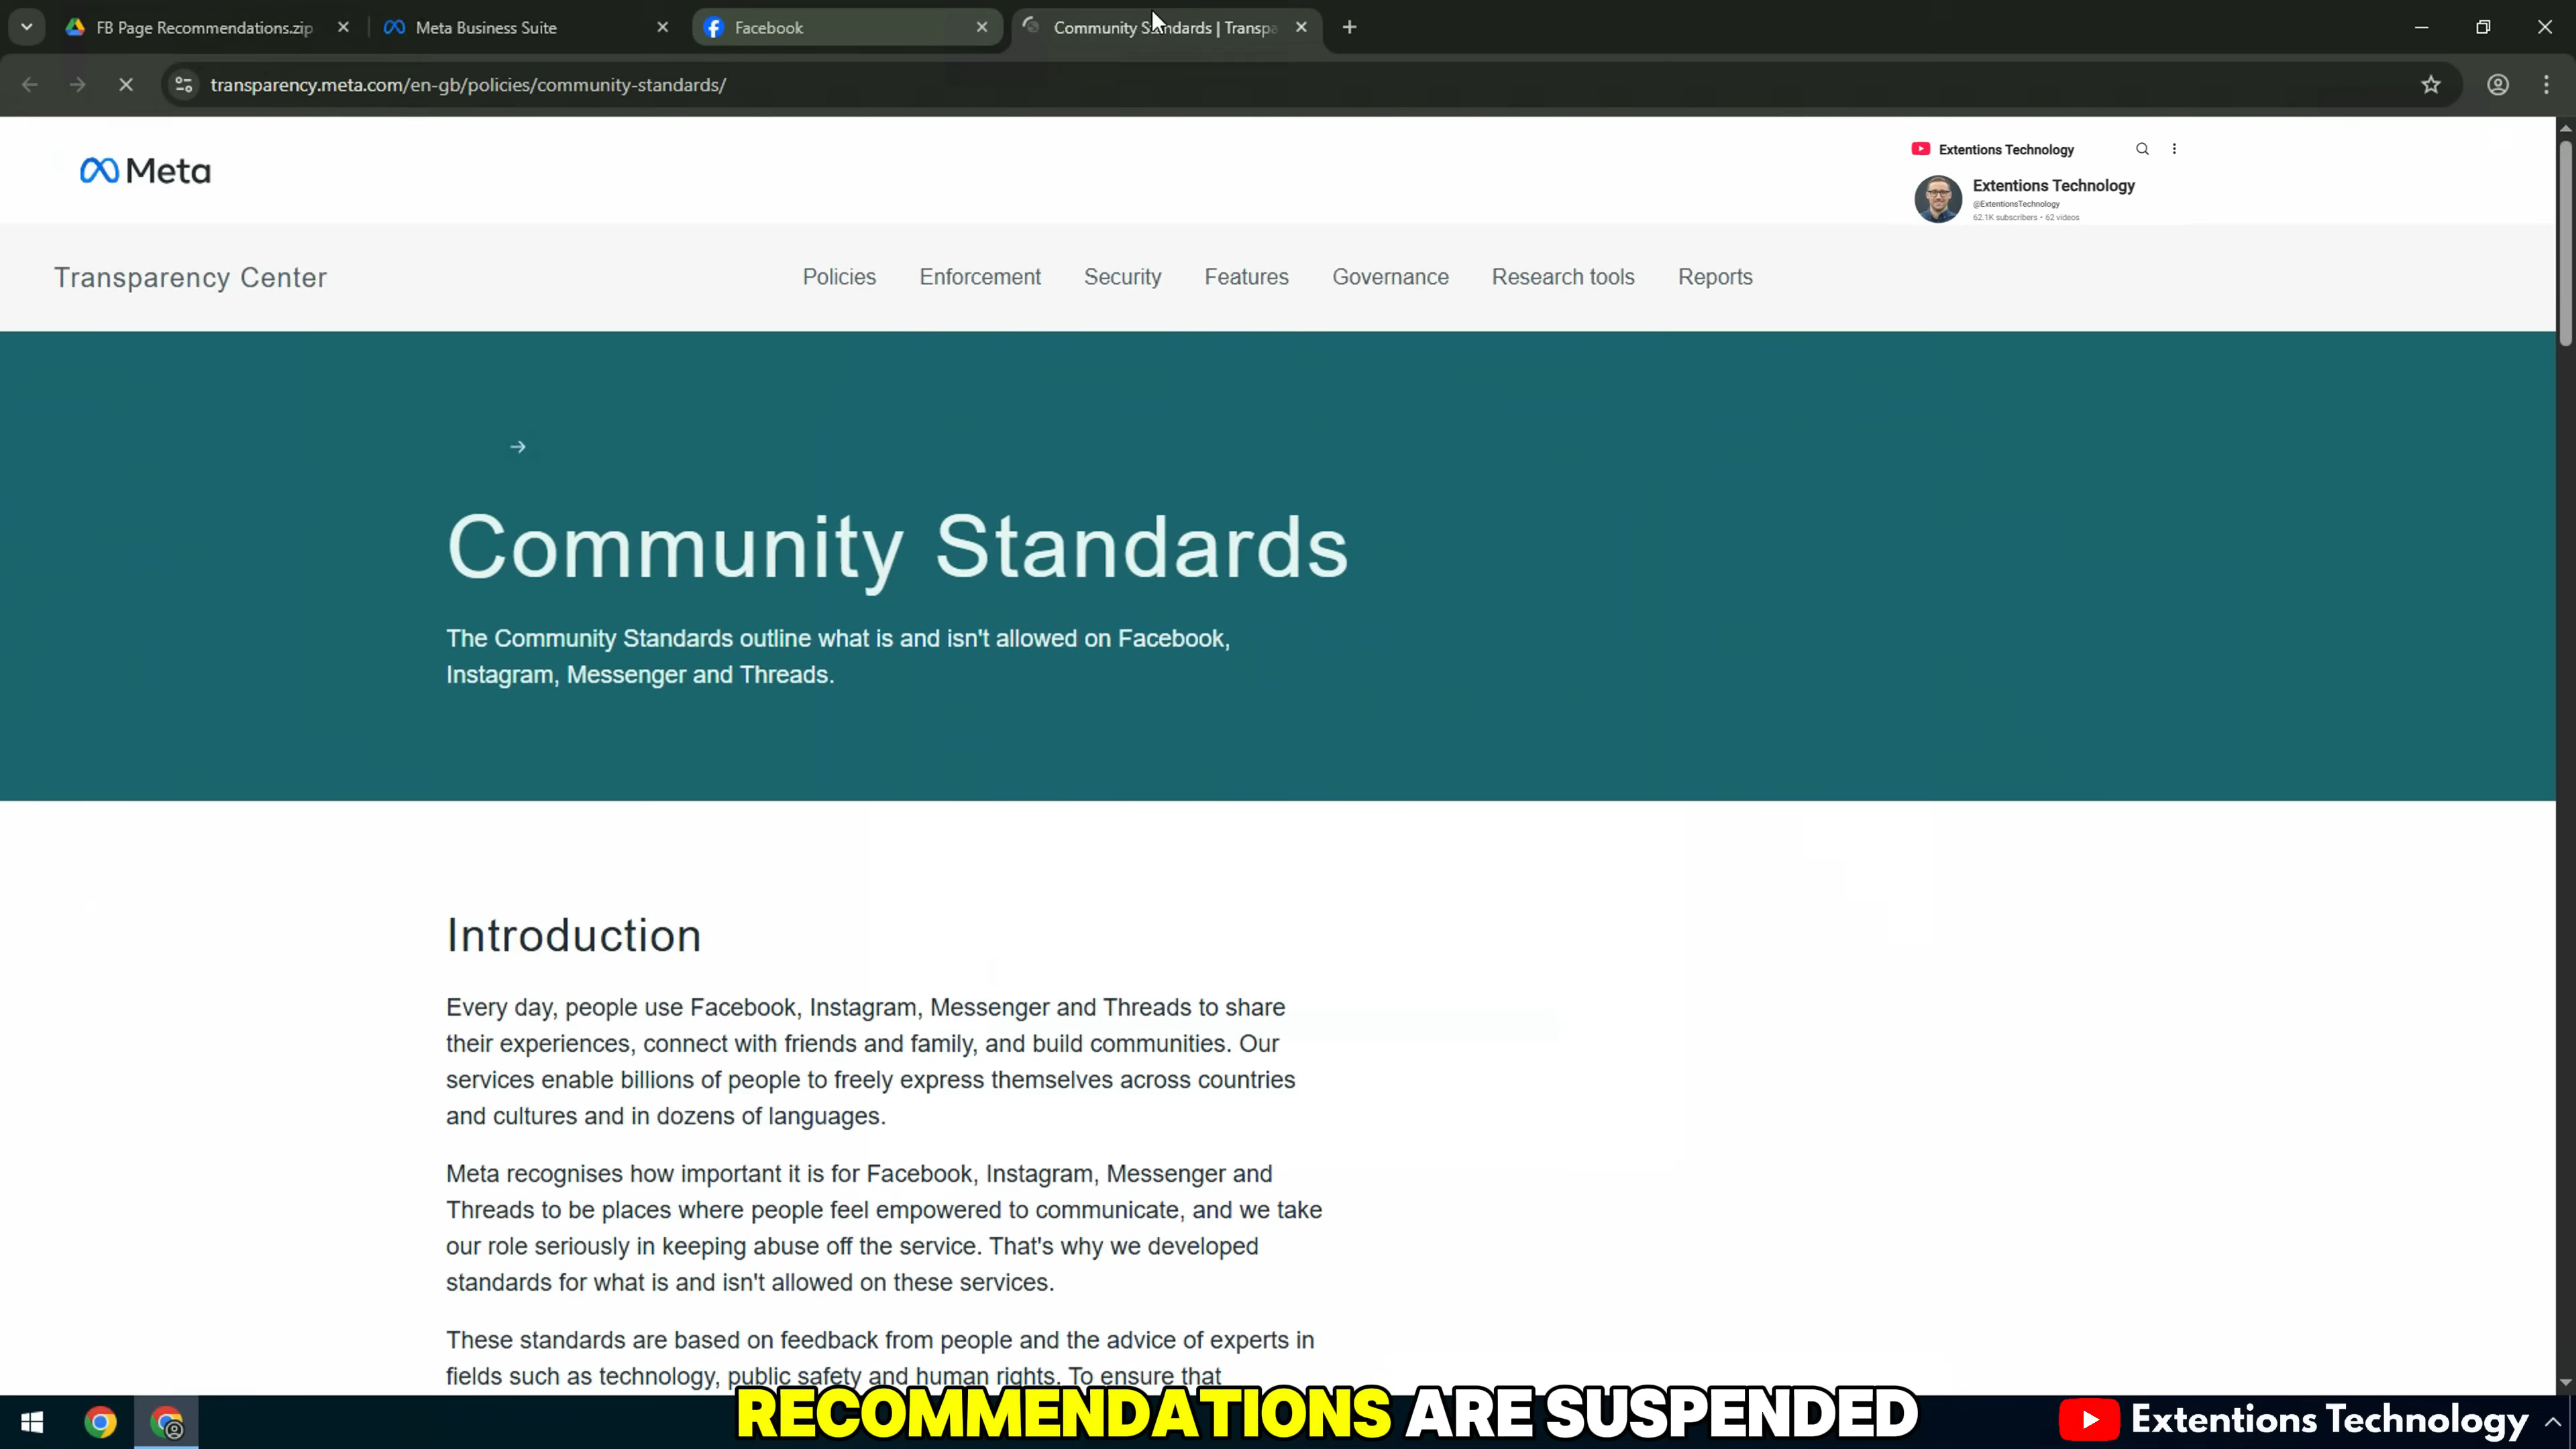 FB Page Recommendations.zip
Meta Business Suite
Facebook
Community Standards | Transpa
transparency.meta.com/en-gb/policies/community-standards/
Meta
Extentions Technology
Extentions Technology
@ExtentionsTechnology
62.1K subscribers • 62 videos
Transparency Center
Policies
Enforcement
Security
Features
Governance
Research tools
Reports
Community Standards
The Community Standards outline what is and isn't allowed on Facebook,
Instagram, Messenger and Threads.
Introduction
Every day, people use Facebook, Instagram, Messenger and Threads to share
their experiences, connect with friends and family, and build communities. Our
services enable billions of people to freely express themselves across countries
and cultures and in dozens of languages.
Meta recognises how important it is for Facebook, Instagram, Messenger and
Threads to be places where people feel empowered to communicate, and we take
our role seriously in keeping abuse off the service. That's why we developed
standards for what is and isn't allowed on these services.
These standards are based on feedback from people and the advice of experts in
fields such as technology, public safety and human rights. To ensure that
RECOMMENDATIONS ARE SUSPENDED
Extentions Technology